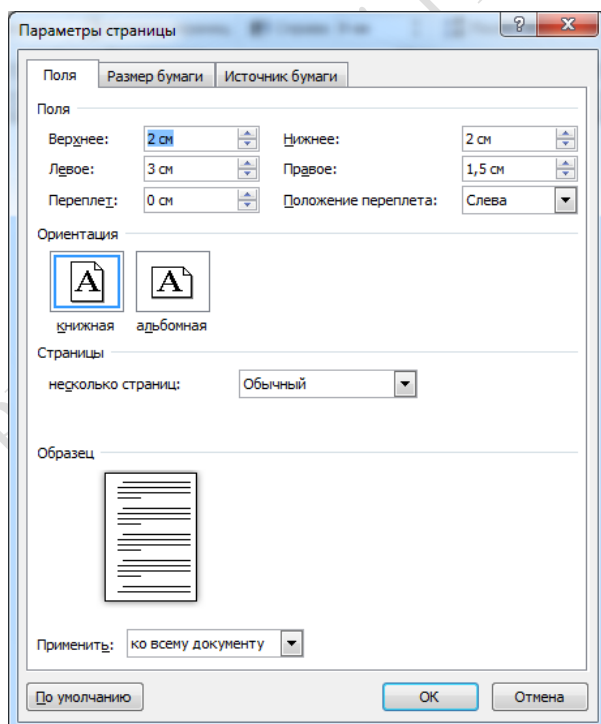 Параметры страницы
Поля Размер бумаги Источник бумаги
Поля
Верхнее: 2 см Нижнее: 2 см
Левое: 3 см Правое: 1,5 см
Переплет: 0 см Положение переплета: Слева
Ориентация
A A
книжная альбомная
Страницы
несколько страниц: Обычный
Образец
Применить: ко всему документу
По умолчанию ОК Отмена